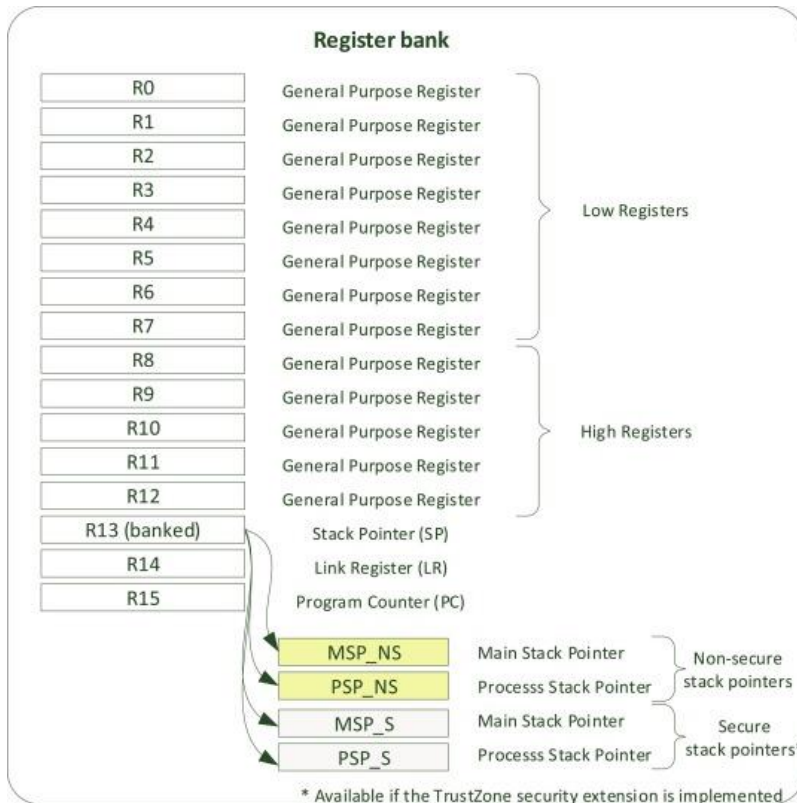 Register bank
R0 General Purpose Register
R1 General Purpose Register
R2 General Purpose Register
R3 General Purpose Register
R4 General Purpose Register
Low Registers
R5 General Purpose Register
R6 General Purpose Register
R7 General Purpose Register
R8 General Purpose Register
R9 General Purpose Register
R10 General Purpose Register High Registers
R11 General Purpose Register
R12 General Purpose Register
R13 (banked) Stack Pointer (SP)
R14 Link Register (LR)
R15 Program Counter (PC)
MSP_NS Main Stack Pointer
PSP_NS Processs Stack Pointer
Non-secure
stack pointers
MSP_S Main Stack Pointer
PSP_S Processs Stack Pointer
Secure
stack pointers*
* Available if the TrustZone security extension is implemented